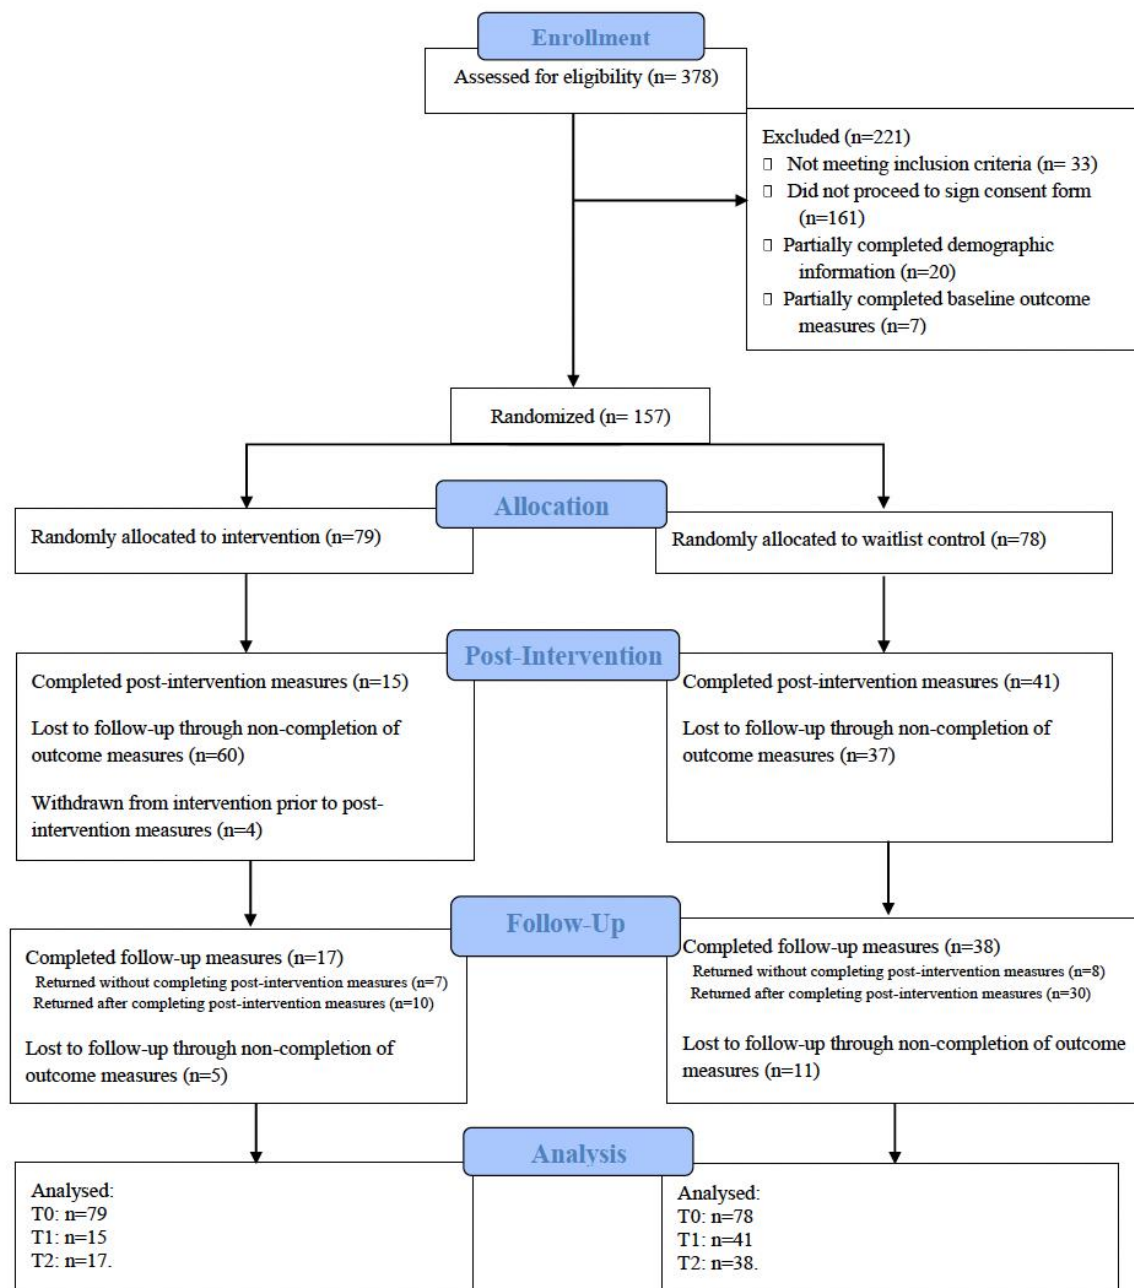 Enrollment
Assessed for eligibility (n= 378)
Excluded (n=221)
Not meeting inclusion criteria (n= 33)
Did not proceed to sign consent form
(n=161)
Partially completed demographic
information (n=20)
Partially completed baseline outcome
measures (n=7)
Randomized (n= 157)
Allocation
Randomly allocated to intervention (n=79)
Randomly allocated to waitlist control (n=78)
Post-Intervention
Completed post-intervention measures (n=15)
Lost to follow-up through non-completion of
outcome measures (n=60)
Withdrawn from intervention prior to post-
intervention measures (n=4)
Completed post-intervention measures (n=41)
Lost to follow-up through non-completion of
outcome measures (n=37)
Follow-Up
Completed follow-up measures (n=17)
Returned without completing post-intervention measures (n=7)
Returned after completing post-intervention measures (n=10)
Lost to follow-up through non-completion of
outcome measures (n=5)
Completed follow-up measures (n=38)
Returned without completing post-intervention measures (n=8)
Returned after completing post-intervention measures (n=30)
Lost to follow-up through non-completion of outcome
measures (n=11)
Analysis
Analysed:
T0: n=79
T1: n=15
T2: n=17.
Analysed:
T0: n=78
T1: n=41
T2: n=38.